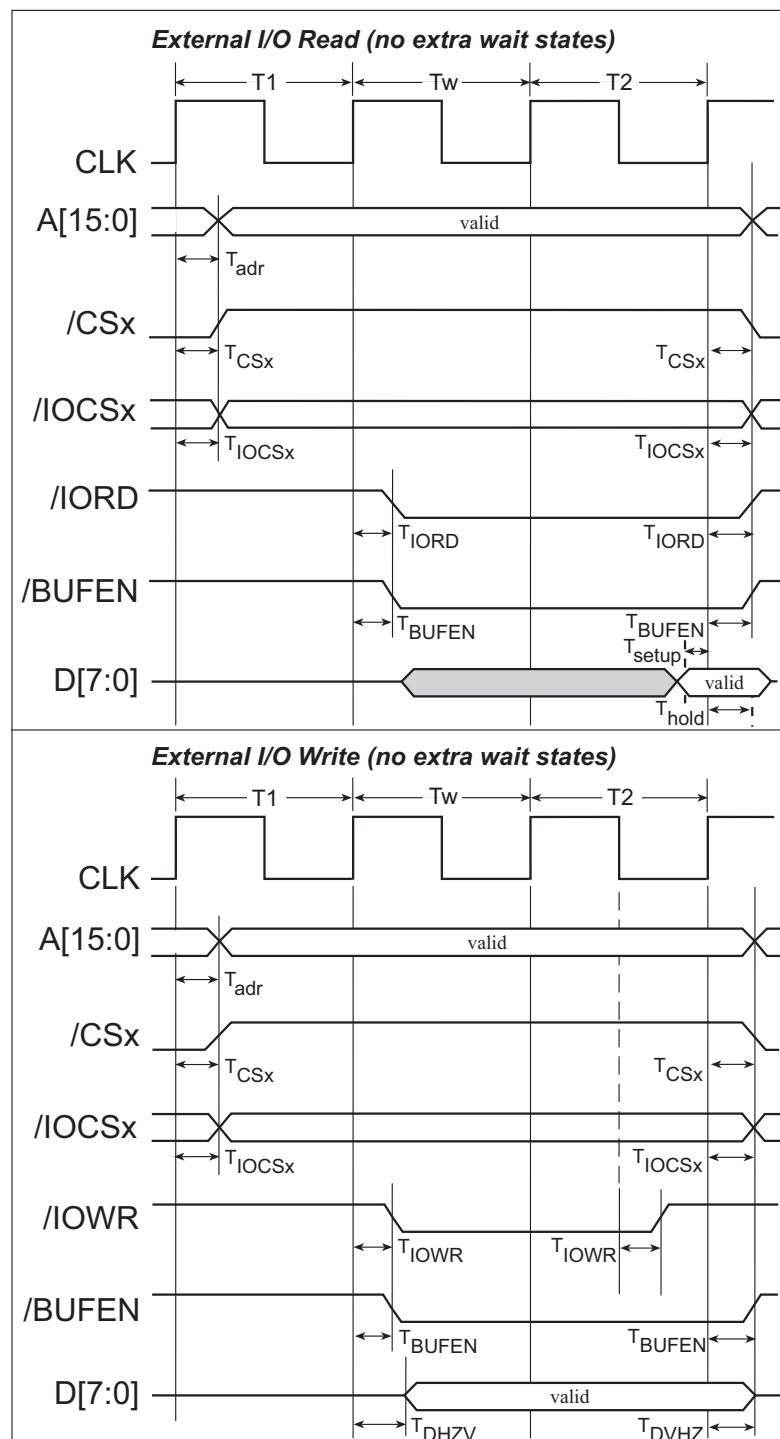 External I/O Read (no extra wait states)
T1 Tw T2
CLK
A[15:0] valid
Tadr
/CSx
TCSx TCSx
/IOCSx
TIOCSx TIOCSx
/IORD
TIORD TIORD
/BUFEN
TBUFEN TBUFEN
Tsetup
D[7:0] valid
Thold
External I/O Write (no extra wait states)
T1 Tw T2
CLK
A[15:0] valid
Tadr
/CSx
TCSx TCSx
/IOCSx
TIOCSx TIOCSx
/IOWR
TIOWR TIOWR
/BUFEN
TBUFEN TBUFEN
D[7:0] valid
TDHZV TDVHZ